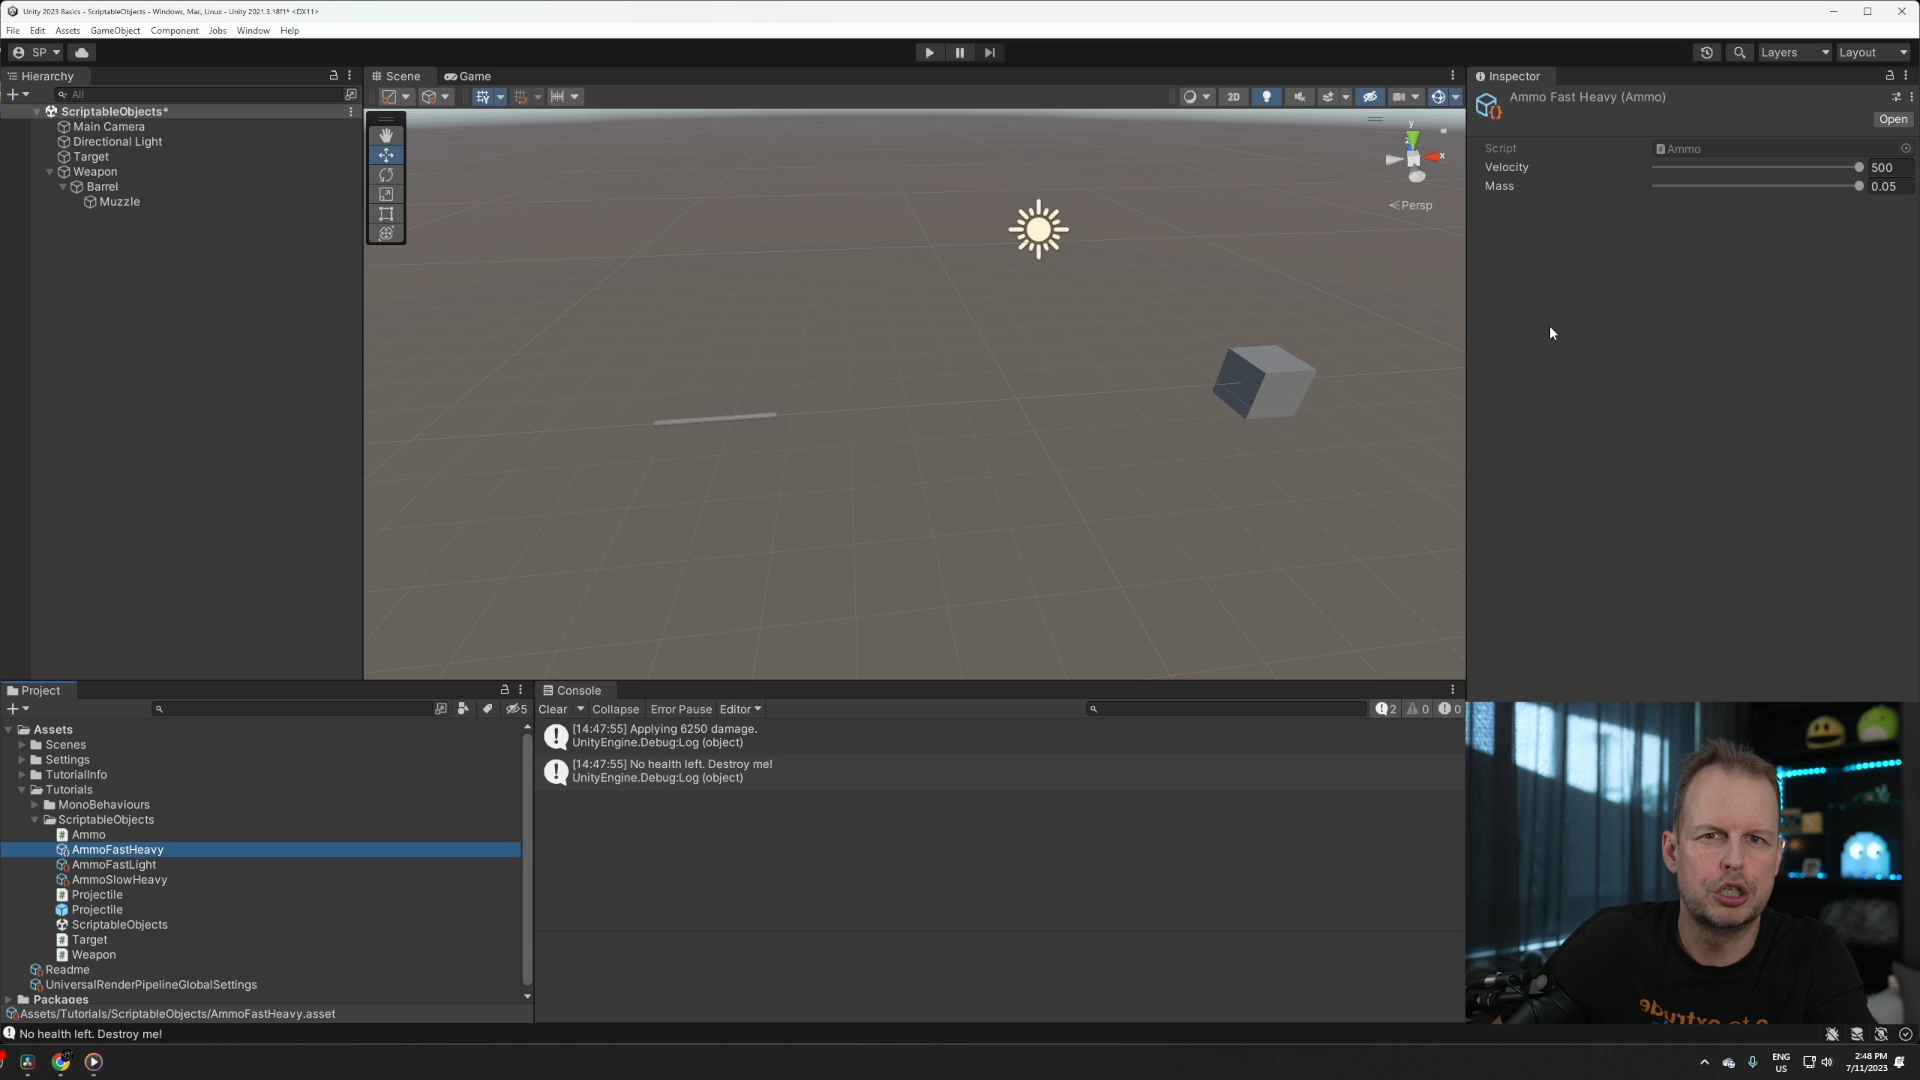 Unity 2023 Basics - ScriptableObjects - Windows, Mac, Linux - Unity 2021.3.18f1* <DX11>
File Edit Assets GameObject Component Jobs Window Help
SP Layers Layout
Hierarchy
All
ScriptableObjects*
Main Camera
Directional Light
Target
Weapon
Barrel
Muzzle
Scene Game
2D
y
x
Persp
Inspector
Ammo Fast Heavy (Ammo)
Open
Script Ammo
Velocity 500
Mass 0.05
Project
5
Assets
Scenes
Settings
TutorialInfo
Tutorials
MonoBehaviours
ScriptableObjects
Ammo
AmmoFastHeavy
AmmoFastLight
AmmoSlowHeavy
Projectile
Projectile
ScriptableObjects
Target
Weapon
Readme
UniversalRenderPipelineGlobalSettings
Packages
Assets/Tutorials/ScriptableObjects/AmmoFastHeavy.asset
Console
Clear Collapse Error Pause Editor 2 0 0
[14:47:55] Applying 6250 damage.
UnityEngine.Debug:Log (object)
[14:47:55] No health left. Destroy me!
UnityEngine.Debug:Log (object)
No health left. Destroy me!
ENG
US
2:48 PM
7/11/2023